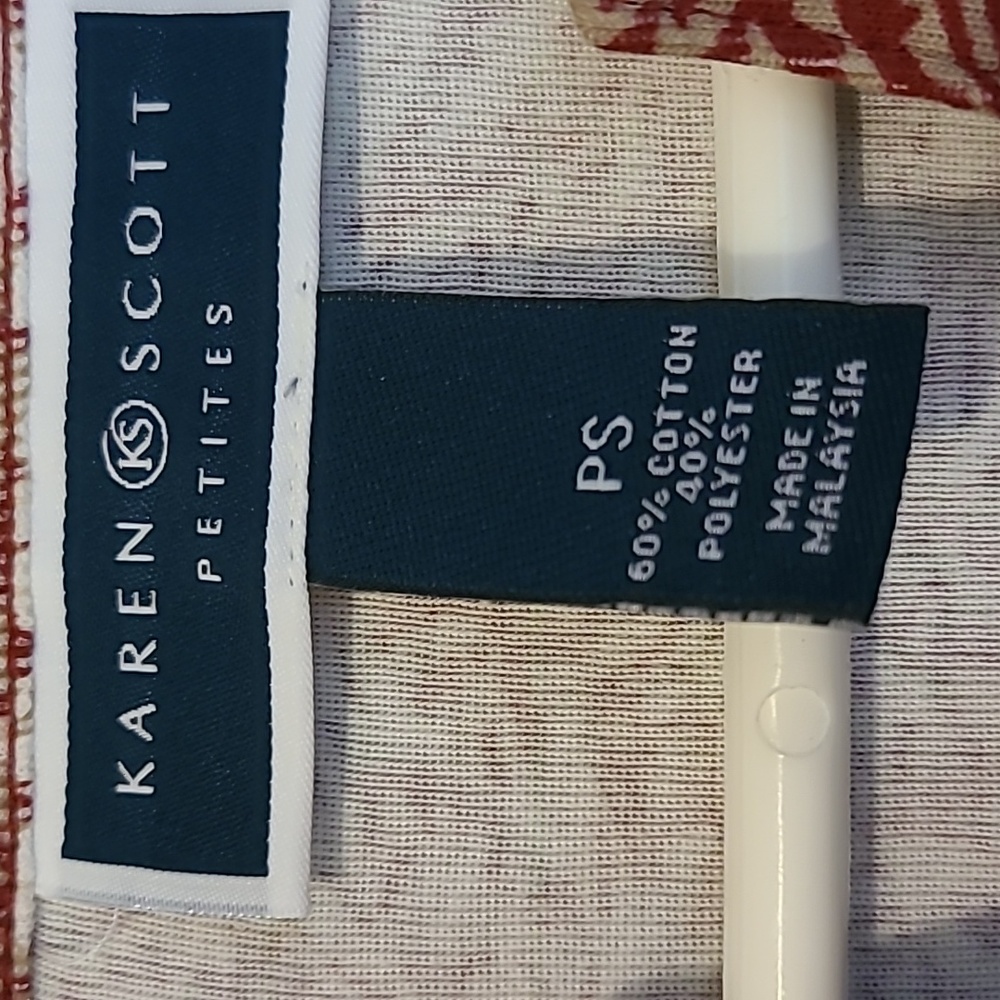 KAREN KS SCOTT
PETITES
PS
60% COTTON
40%
POLYESTER
MADE IN
MALAYSIA